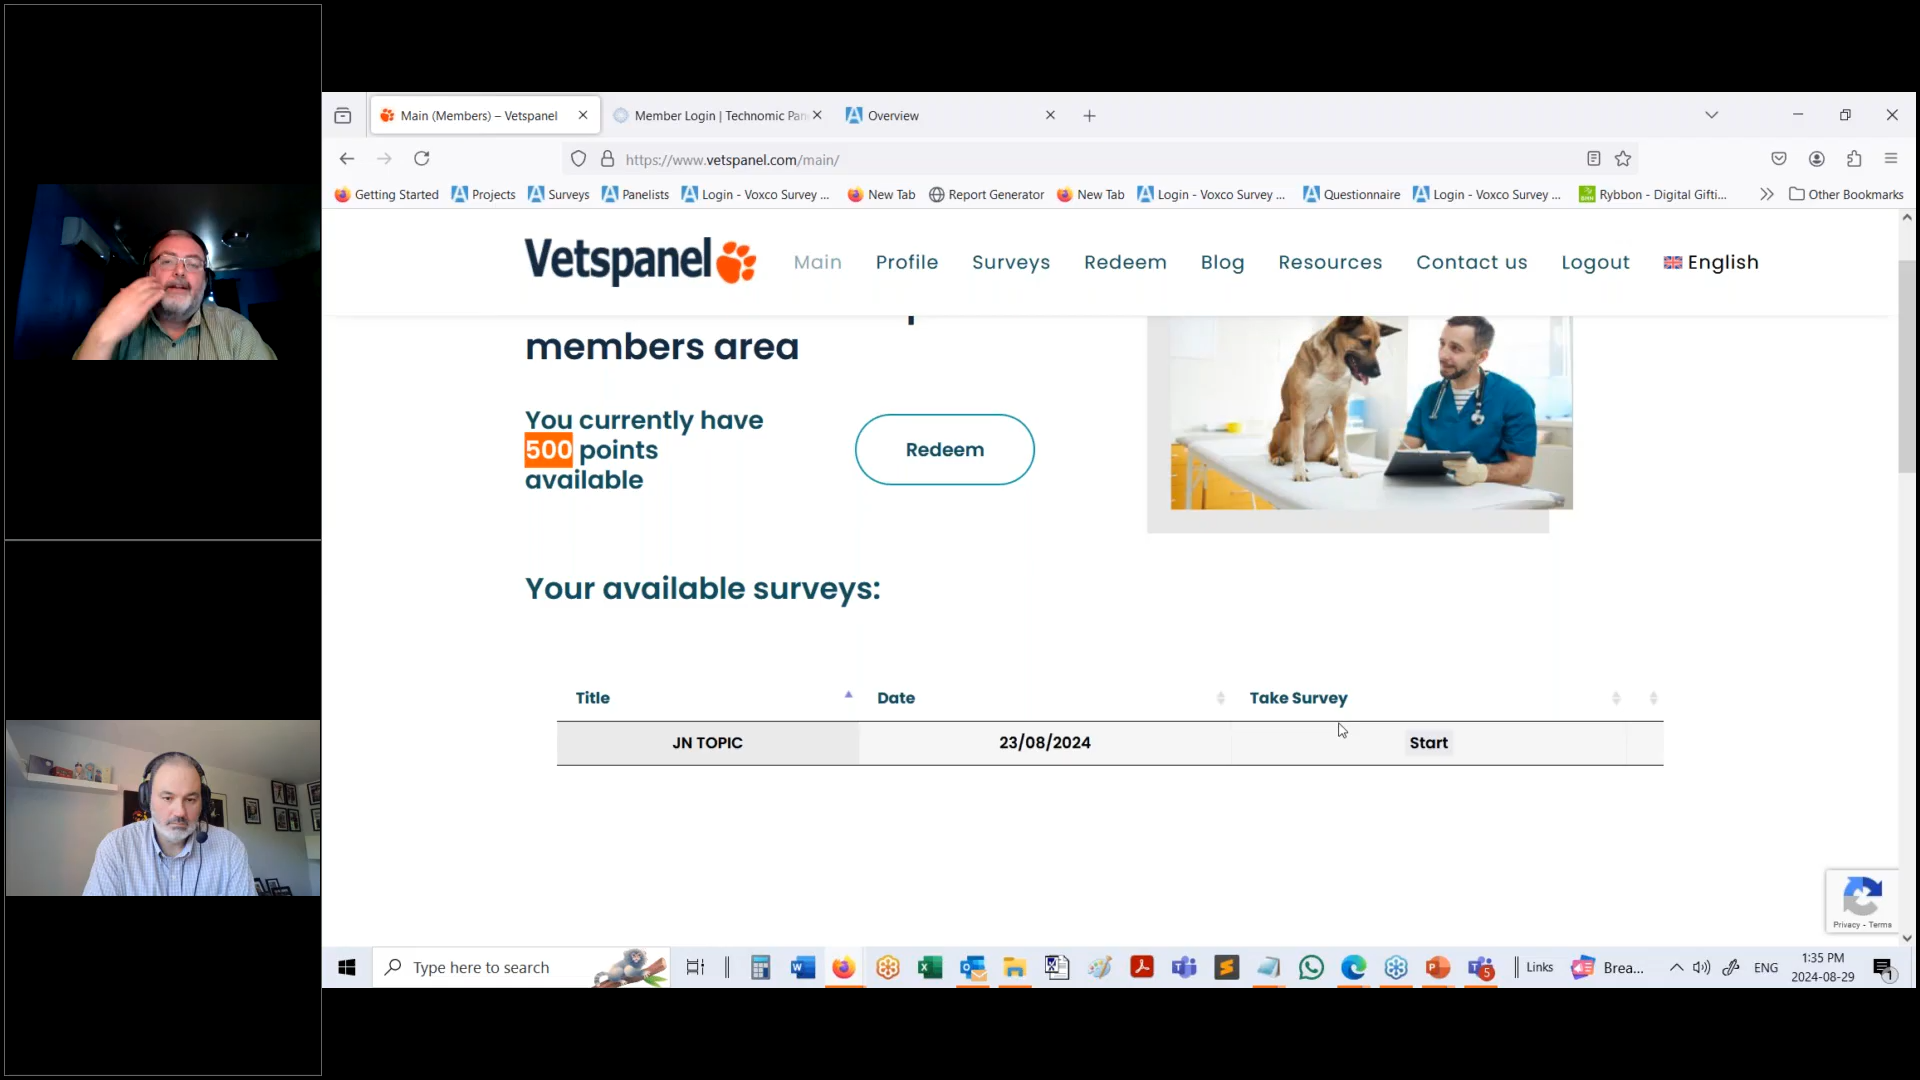 Main (Members) – Vetspanel
Member Login | Technomic Pan
Overview
https://www.vetspanel.com/main/
Getting Started
Projects
Surveys
Panelists
Login - Voxco Survey ...
New Tab
Report Generator
New Tab
Login - Voxco Survey ...
Questionnaire
Login - Voxco Survey ...
Rybbon - Digital Gifti...
Other Bookmarks
Vetspanel
Main
Profile
Surveys
Redeem
Blog
Resources
Contact us
Logout
English
members area
You currently have
500 points
available
Redeem
Your available surveys:
Title
Date
Take Survey
JN TOPIC
23/08/2024
Start
Privacy - Terms
Type here to search
Links
Brea...
ENG
1:35 PM
2024-08-29
5
1